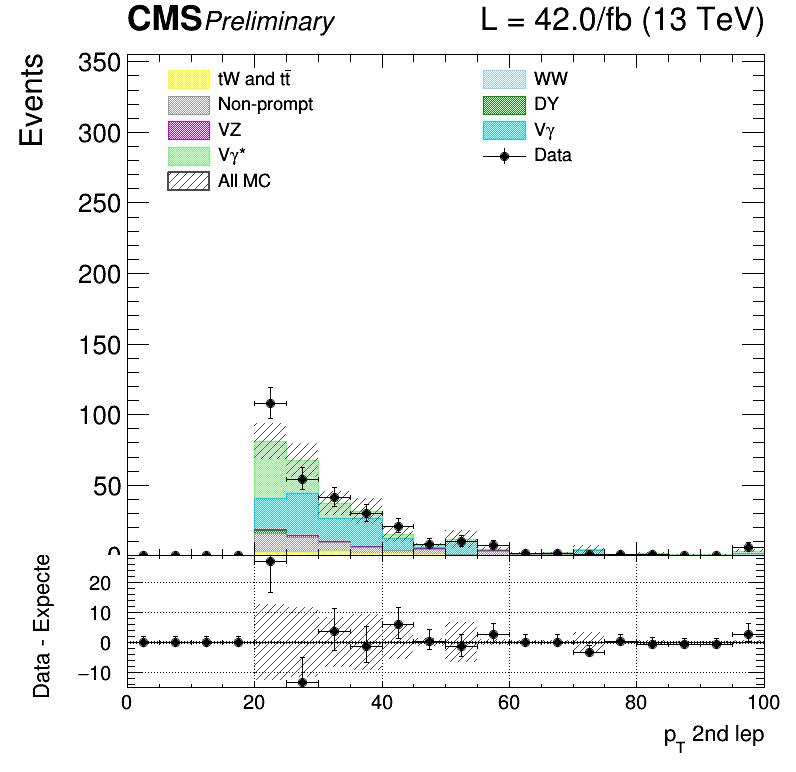 CMS Preliminary L = 42.0/fb (13 TeV)
Events
350
300
250
200
150
100
50
0
tW and tt̄
Non-prompt
VZ
Vγ*
All MC
WW
DY
Vγ
Data
Data - Expecte
20
10
0
−10
0 20 40 60 80 100
pT 2nd lep